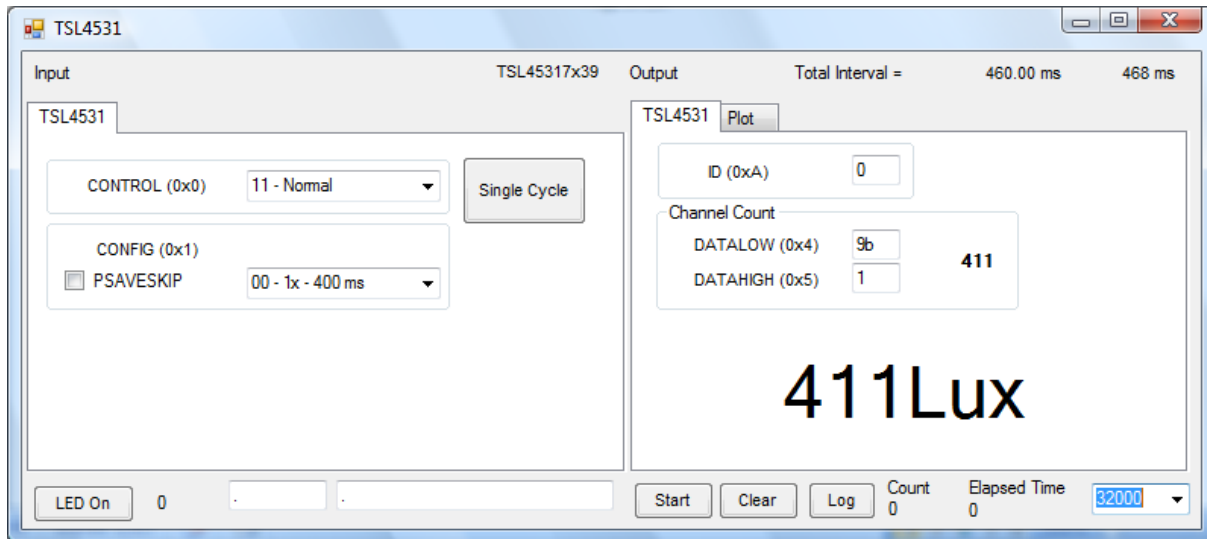 TSL4531
Input
TSL45317x39
TSL4531
CONTROL (0x0)
11 - Normal
Single Cycle
CONFIG (0x1)
PSAVESKIP
00 - 1x - 400 ms
LED On
0
.
.
Output
Total Interval =
460.00 ms
468 ms
TSL4531
Plot
ID (0xA)
0
Channel Count
DATALOW (0x4)
9b
DATAHIGH (0x5)
1
411
411Lux
Start
Clear
Log
Count
0
Elapsed Time
0
32000